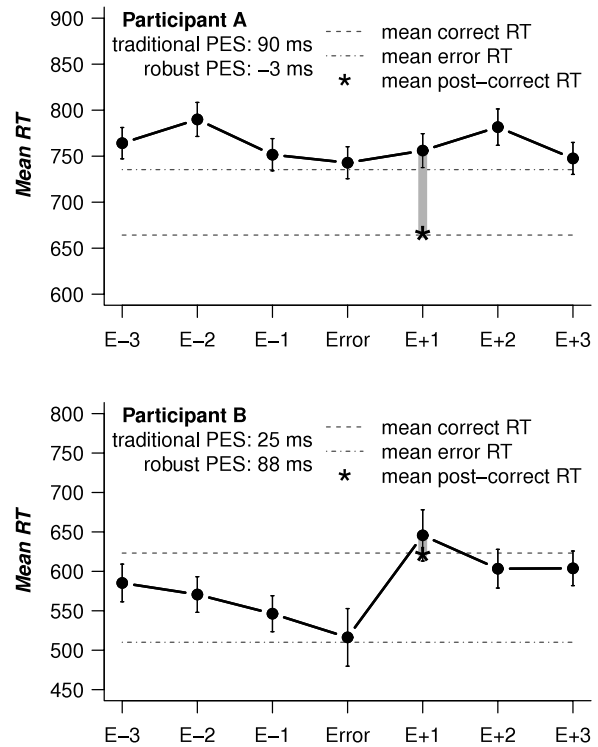 Participant A
traditional PES: 90 ms
robust PES: −3 ms
mean correct RT
mean error RT
* mean post−correct RT
Mean RT
900
850
800
750
700
650
600
E−3 E−2 E−1 Error E+1 E+2 E+3
Participant B
traditional PES: 25 ms
robust PES: 88 ms
mean correct RT
mean error RT
* mean post−correct RT
Mean RT
800
750
700
650
600
550
500
450
E−3 E−2 E−1 Error E+1 E+2 E+3